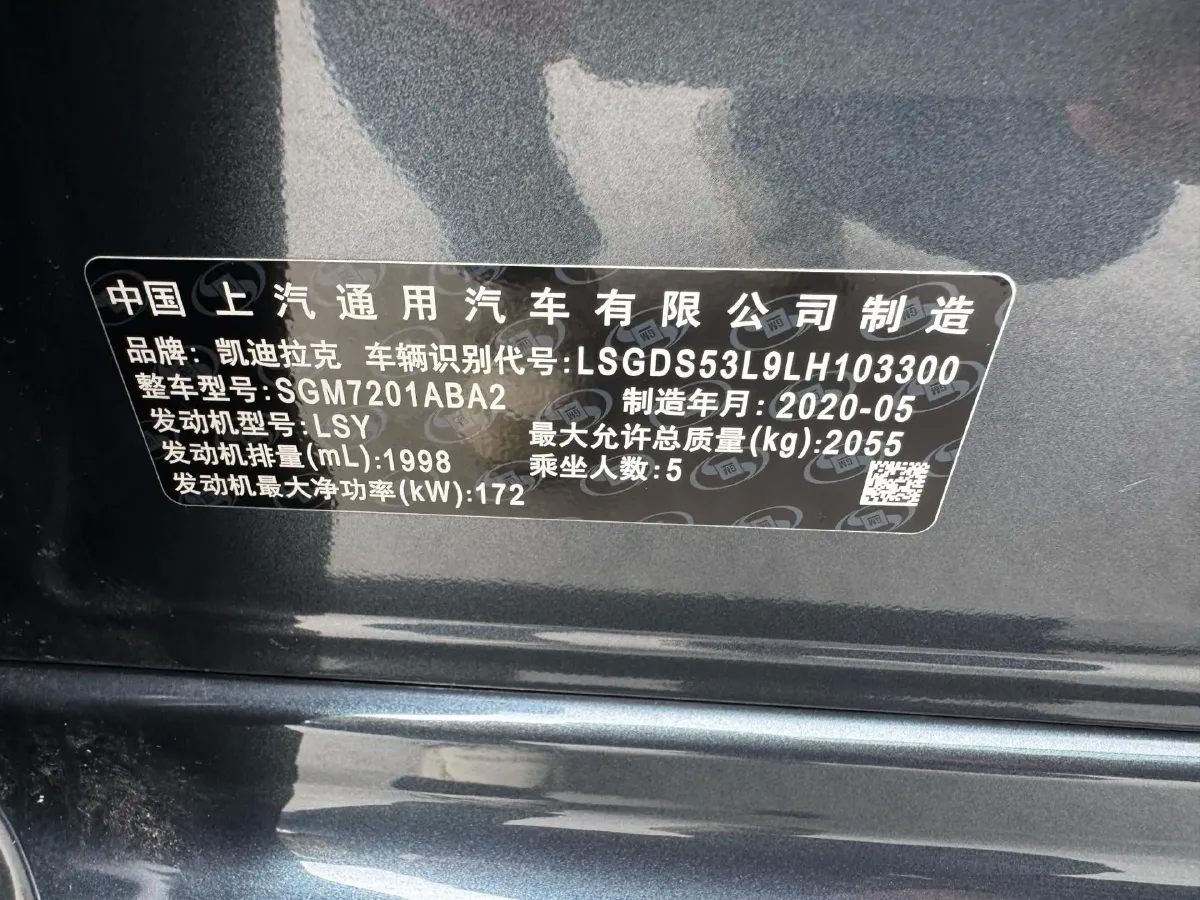 中国上汽通用汽车有限公司制造
品牌: 凯迪拉克 车辆识别代号:LSGDS53L9LH103300
整车型号:SGM7201ABA2 制造年月: 2020-05
发动机型号:LSY 最大允许总质量(kg):2055
发动机排量(mL):1998 乘坐人数:5
发动机最大净功率(kW):172